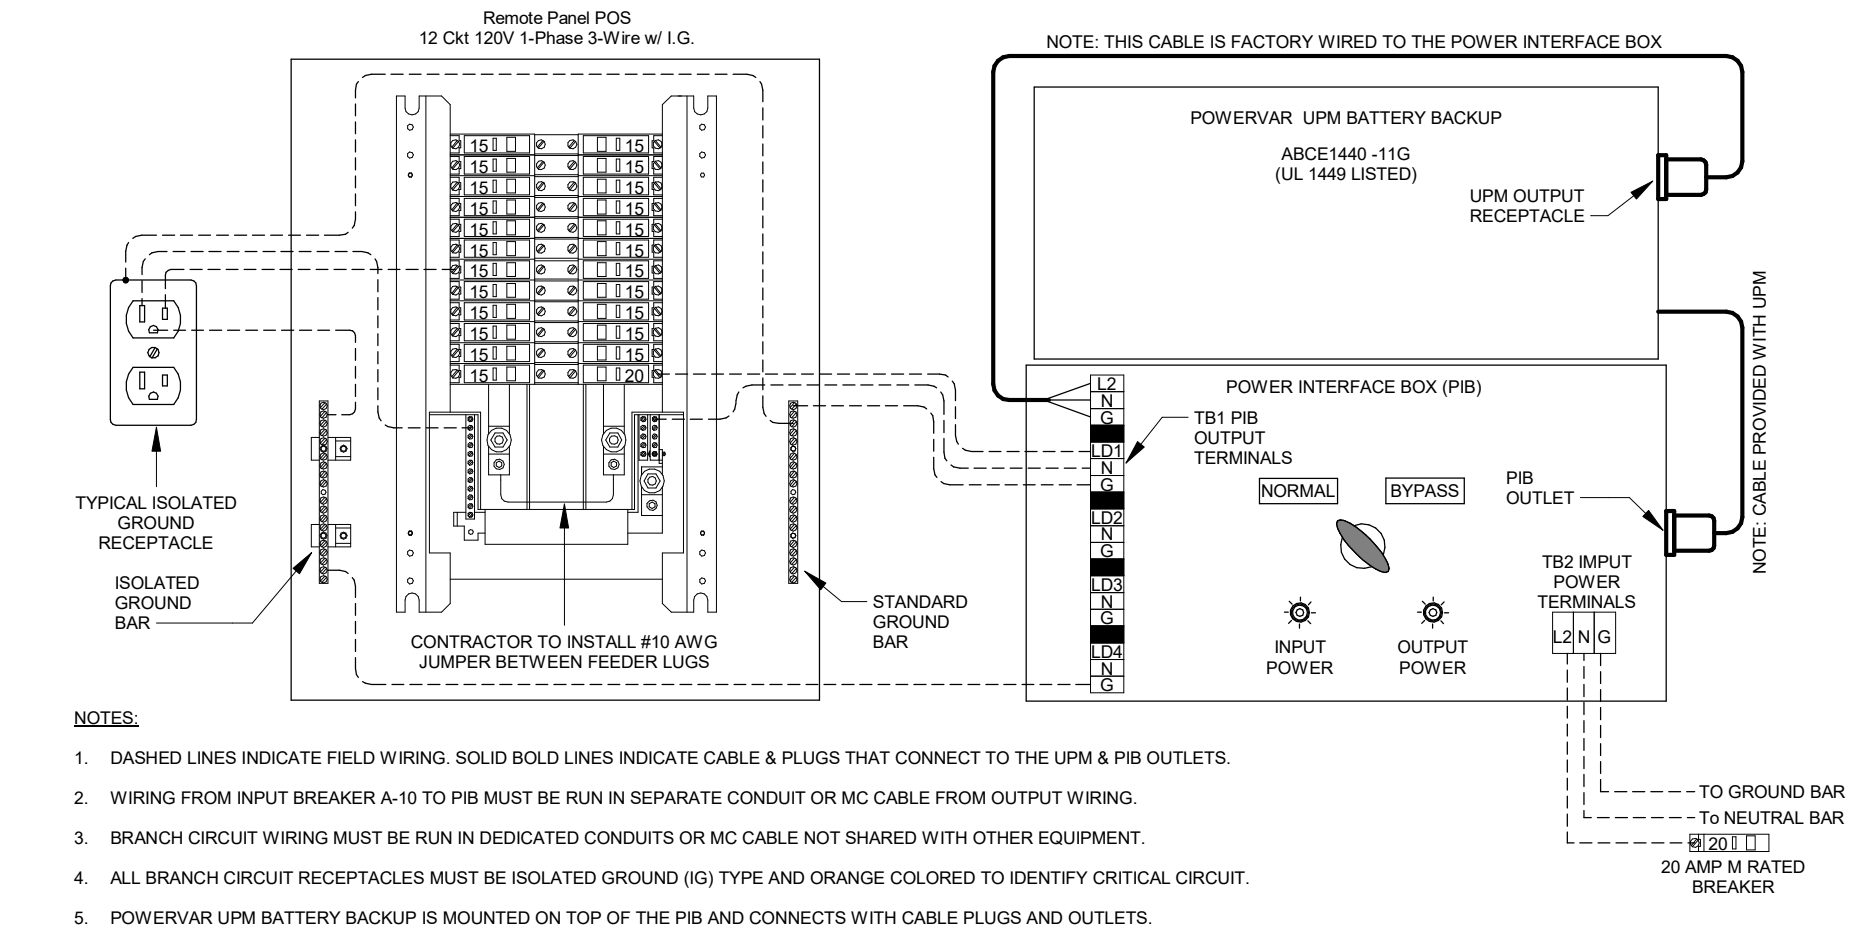 Remote Panel POS
12 Ckt 120V 1-Phase 3-Wire w/ I.G.
NOTE: THIS CABLE IS FACTORY WIRED TO THE POWER INTERFACE BOX
POWERVAR UPM BATTERY BACKUP
ABCE1440 -11G
(UL 1449 LISTED)
UPM OUTPUT
RECEPTACLE
15 15
15 15
15 15
15 15
15 15
15 15
15 15
15 15
15 15
15 15
15 15
15 20
NOTE: CABLE PROVIDED WITH UPM
POWER INTERFACE BOX (PIB)
L2
N
G
LD1
N
G
LD2
N
G
LD3
N
G
LD4
N
G
TB1 PIB
OUTPUT
TERMINALS
NORMAL
BYPASS
PIB
OUTLET
TB2 IMPUT
POWER
TERMINALS
L2 N G
INPUT
POWER
OUTPUT
POWER
TYPICAL ISOLATED
GROUND
RECEPTACLE
ISOLATED
GROUND
BAR
STANDARD
GROUND
BAR
CONTRACTOR TO INSTALL #10 AWG
JUMPER BETWEEN FEEDER LUGS
TO GROUND BAR
To NEUTRAL BAR
20
20 AMP M RATED
BREAKER
NOTES:
1. DASHED LINES INDICATE FIELD WIRING. SOLID BOLD LINES INDICATE CABLE & PLUGS THAT CONNECT TO THE UPM & PIB OUTLETS.
2. WIRING FROM INPUT BREAKER A-10 TO PIB MUST BE RUN IN SEPARATE CONDUIT OR MC CABLE FROM OUTPUT WIRING.
3. BRANCH CIRCUIT WIRING MUST BE RUN IN DEDICATED CONDUITS OR MC CABLE NOT SHARED WITH OTHER EQUIPMENT.
4. ALL BRANCH CIRCUIT RECEPTACLES MUST BE ISOLATED GROUND (IG) TYPE AND ORANGE COLORED TO IDENTIFY CRITICAL CIRCUIT.
5. POWERVAR UPM BATTERY BACKUP IS MOUNTED ON TOP OF THE PIB AND CONNECTS WITH CABLE PLUGS AND OUTLETS.